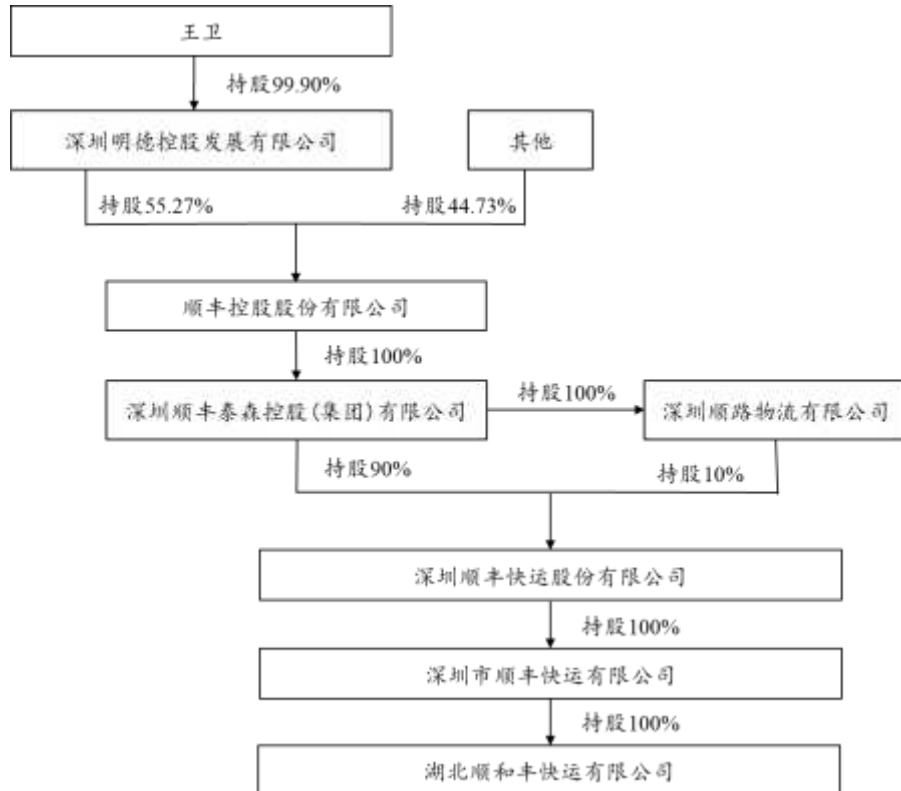 王卫
持股99.90%
深圳明德控股发展有限公司
其他
持股55.27%
持股44.73%
顺丰控股股份有限公司
持股100%
深圳顺丰泰森控股(集团)有限公司
持股100%
深圳顺路物流有限公司
持股90%
持股10%
深圳顺丰快运股份有限公司
持股100%
深圳市顺丰快运有限公司
持股100%
湖北顺和丰快运有限公司